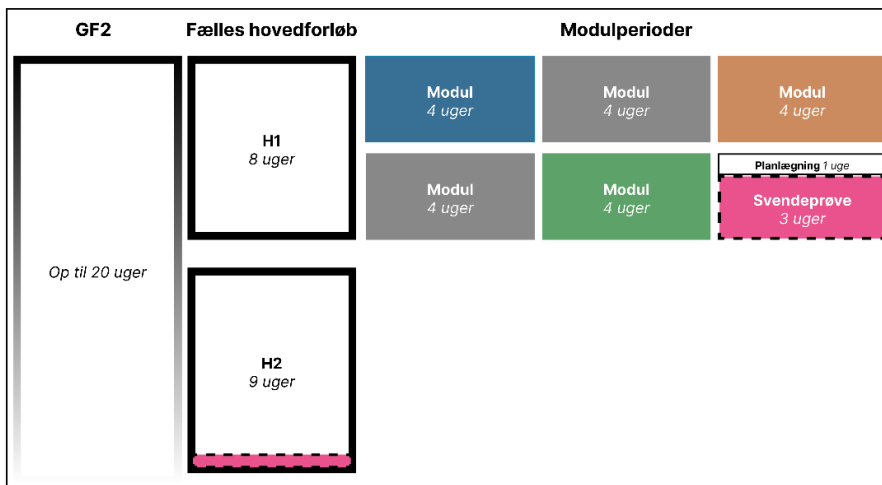 GF2
Fælles hovedforløb
Modulperioder
Op til 20 uger
H1
8 uger
H2
9 uger
Modul
4 uger
Modul
4 uger
Modul
4 uger
Modul
4 uger
Modul
4 uger
Planlægning 1 uge
Svendeprøve
3 uger